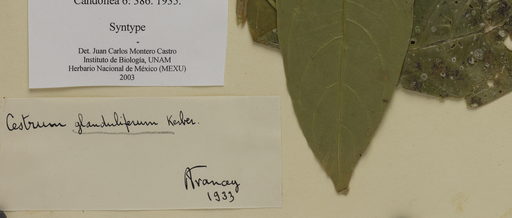 Candollea 6: 386. 1935.
Syntype
Det. Juan Carlos Montero Castro
Instituto de Biología, UNAM
Herbario Nacional de México (MEXU)
2003
Cestrum glanduliferum Kerber.
Francey
1933